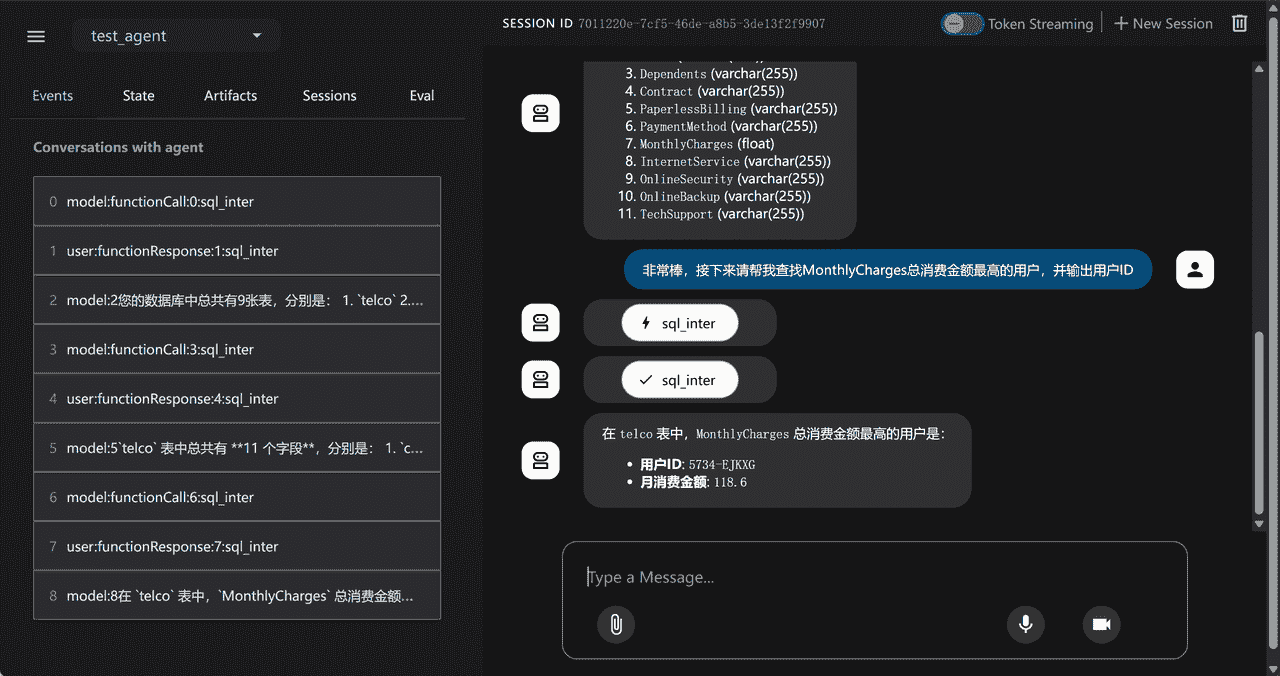 test_agent
SESSION ID 7011220e-7cf5-46de-a8b5-3de13f2f9907
Token Streaming
New Session
Events
State
Artifacts
Sessions
Eval
Conversations with agent
0 model:functionCall:0:sql_inter
1 user:functionResponse:1:sql_inter
2 model:2您的数据库中总共有9张表，分别是： 1. `telco` 2....
3 model:functionCall:3:sql_inter
4 user:functionResponse:4:sql_inter
5 model:5`telco` 表中总共有 **11 个字段**，分别是： 1. `c...
6 model:functionCall:6:sql_inter
7 user:functionResponse:7:sql_inter
8 model:8在 `telco` 表中，`MonthlyCharges` 总消费金额...
3. Dependents (varchar(255))
4. Contract (varchar(255))
5. PaperlessBilling (varchar(255))
6. PaymentMethod (varchar(255))
7. MonthlyCharges (float)
8. InternetService (varchar(255))
9. OnlineSecurity (varchar(255))
10. OnlineBackup (varchar(255))
11. TechSupport (varchar(255))
非常棒，接下来请帮我查找MonthlyCharges总消费金额最高的用户，并输出用户ID
sql_inter
sql_inter
在 telco 表中，MonthlyCharges 总消费金额最高的用户是：
• 用户ID: 5734-EJKXG
• 月消费金额: 118.6
Type a Message...